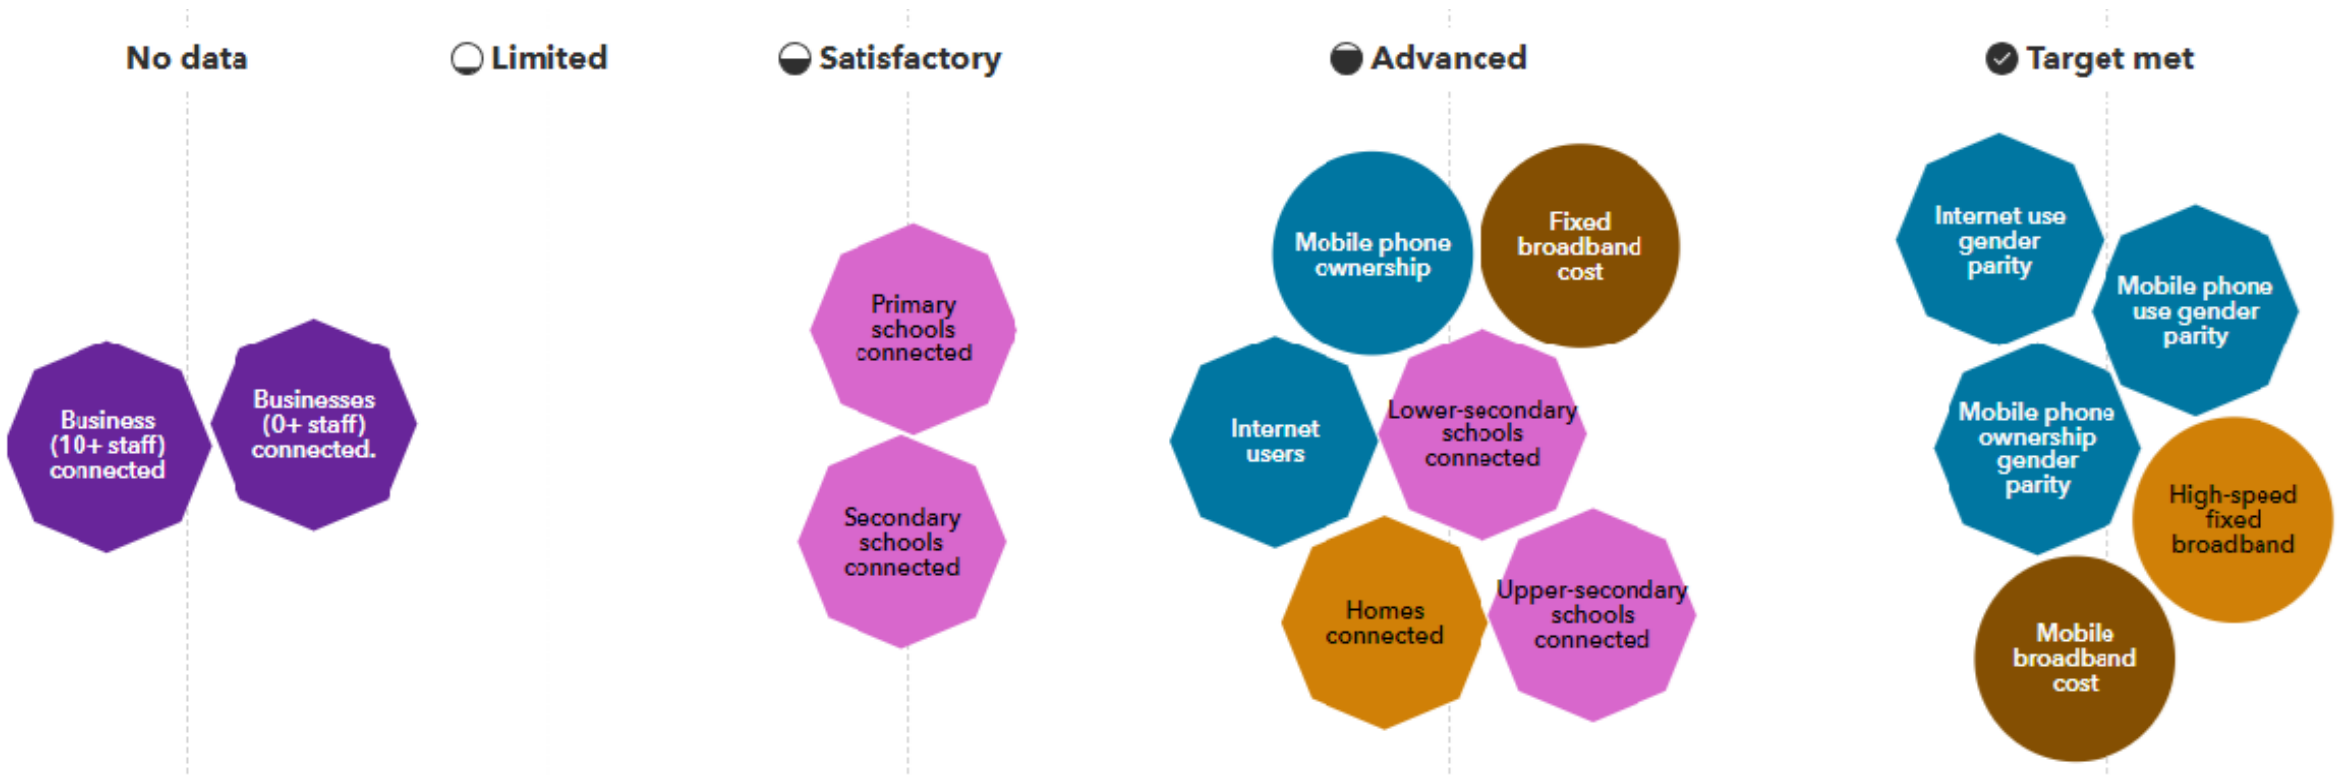 No data
Limited
Satisfactory
Advanced
Target met
Business
(10+ staff)
connected
Businesses
(0+ staff)
connected.
Primary
schools
connected
Secondary
schools
connected
Mobile phone
ownership
Fixed
broadband
cost
Internet
users
Lower-secondary
schools
connected
Homes
connected
Upper-secondary
schools
connected
Internet use
gender
parity
Mobile phone
use gender
parity
Mobile phone
ownership
gender
parity
High-speed
fixed
broadband
Mobile
broadband
cost